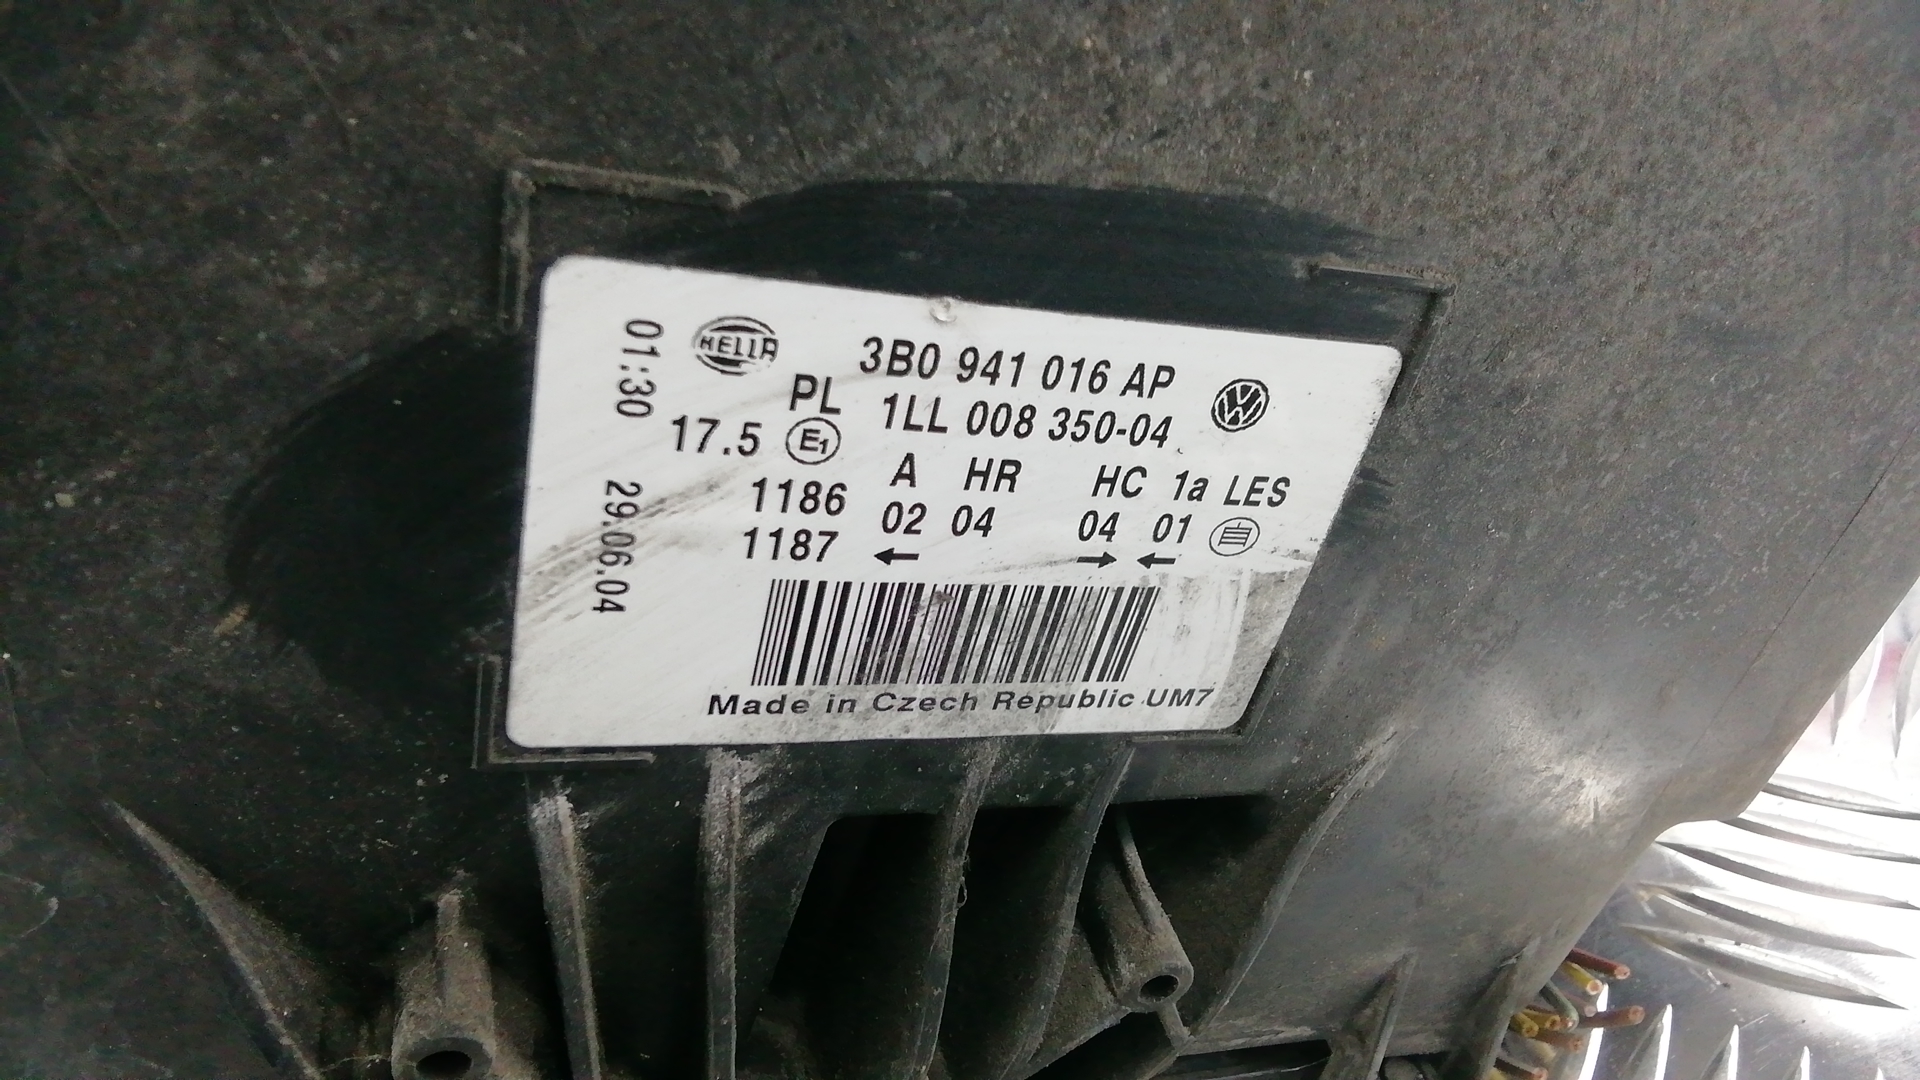 HELLA
3B0 941 016 AP
PL 1LL 008 350-04
17.5 E1
A HR HC 1a LES
1186 02 04 04 01
1187 ← → ←
Made in Czech Republic UM7
01:30 29.06.04